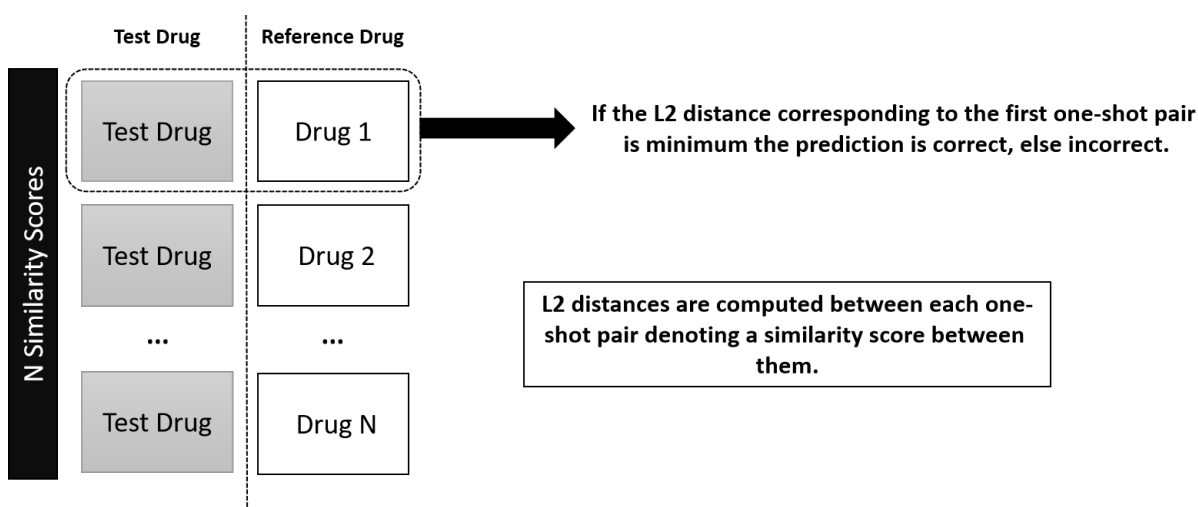 Test Drug
Reference Drug
N Similarity Scores
Test Drug
Drug 1
If the L2 distance corresponding to the first one-shot pair
is minimum the prediction is correct, else incorrect.
Test Drug
Drug 2
L2 distances are computed between each one-
shot pair denoting a similarity score between
them.
...
...
Test Drug
Drug N